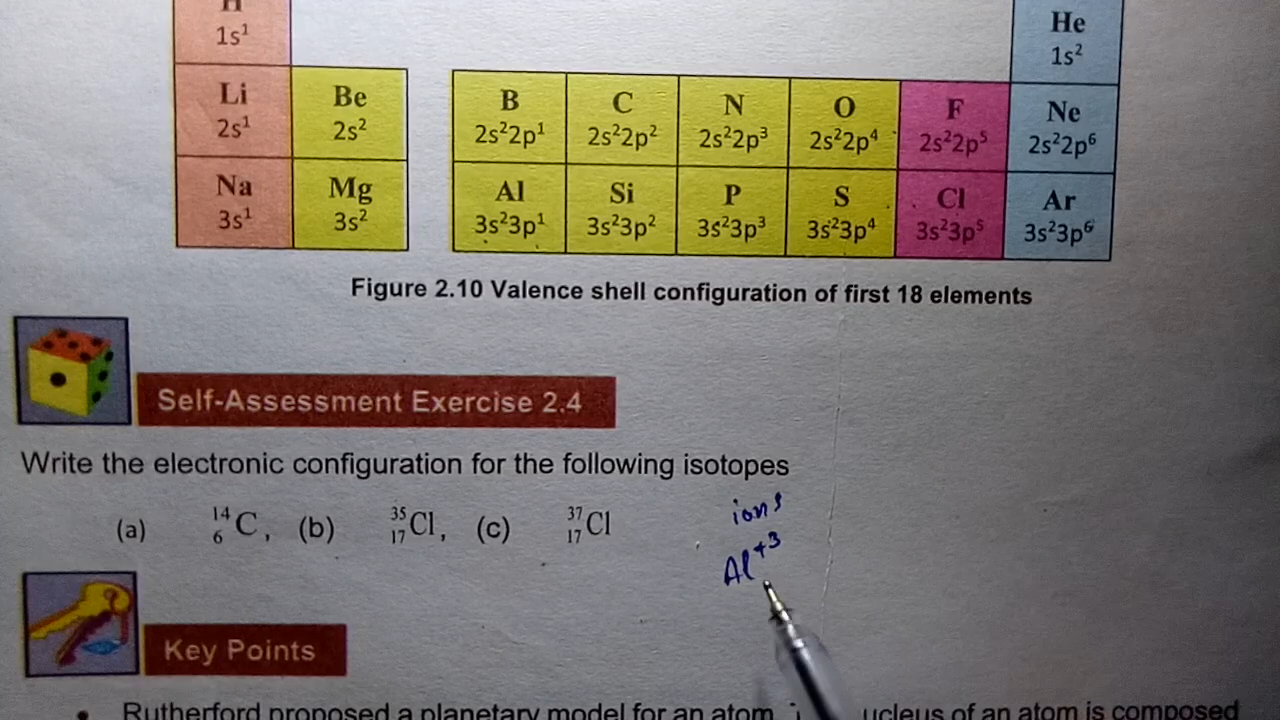 H He
1s¹ 1s²
Li Be B C N O F Ne
2s¹ 2s² 2s²2p¹ 2s²2p² 2s²2p³ 2s²2p⁴ 2s²2p⁵ 2s²2p⁶
Na Mg Al Si P S Cl Ar
3s¹ 3s² 3s²3p¹ 3s²3p² 3s²3p³ 3s²3p⁴ 3s²3p⁵ 3s²3p⁶
Figure 2.10 Valence shell configuration of first 18 elements
Self-Assessment Exercise 2.4
Write the electronic configuration for the following isotopes
(a) ¹⁴₆C, (b) ³⁵₁₇Cl, (c) ³⁷₁₇Cl
ions
Al⁺³
Key Points
• Rutherford proposed a planetary model for an atom ucleus of an atom is composed